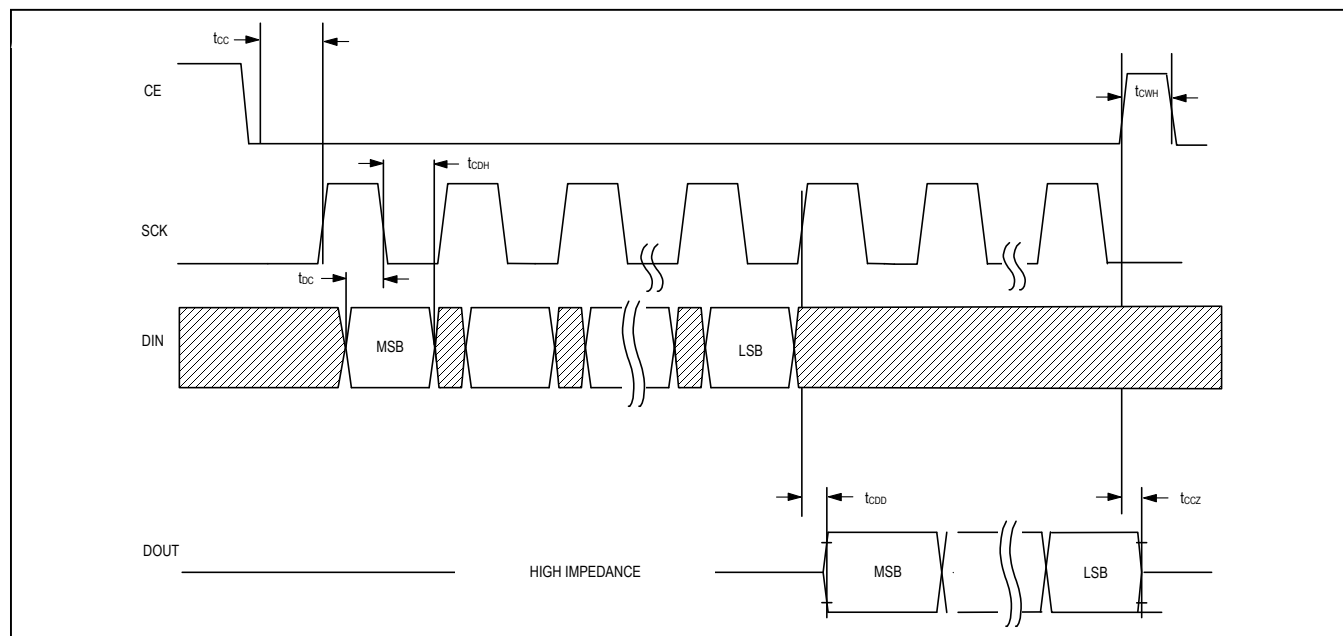 tCC
CE
tCWH
tCDH
SCK
tDC
DIN
MSB
LSB
tCDD
tCCZ
DOUT
HIGH IMPEDANCE
MSB
LSB